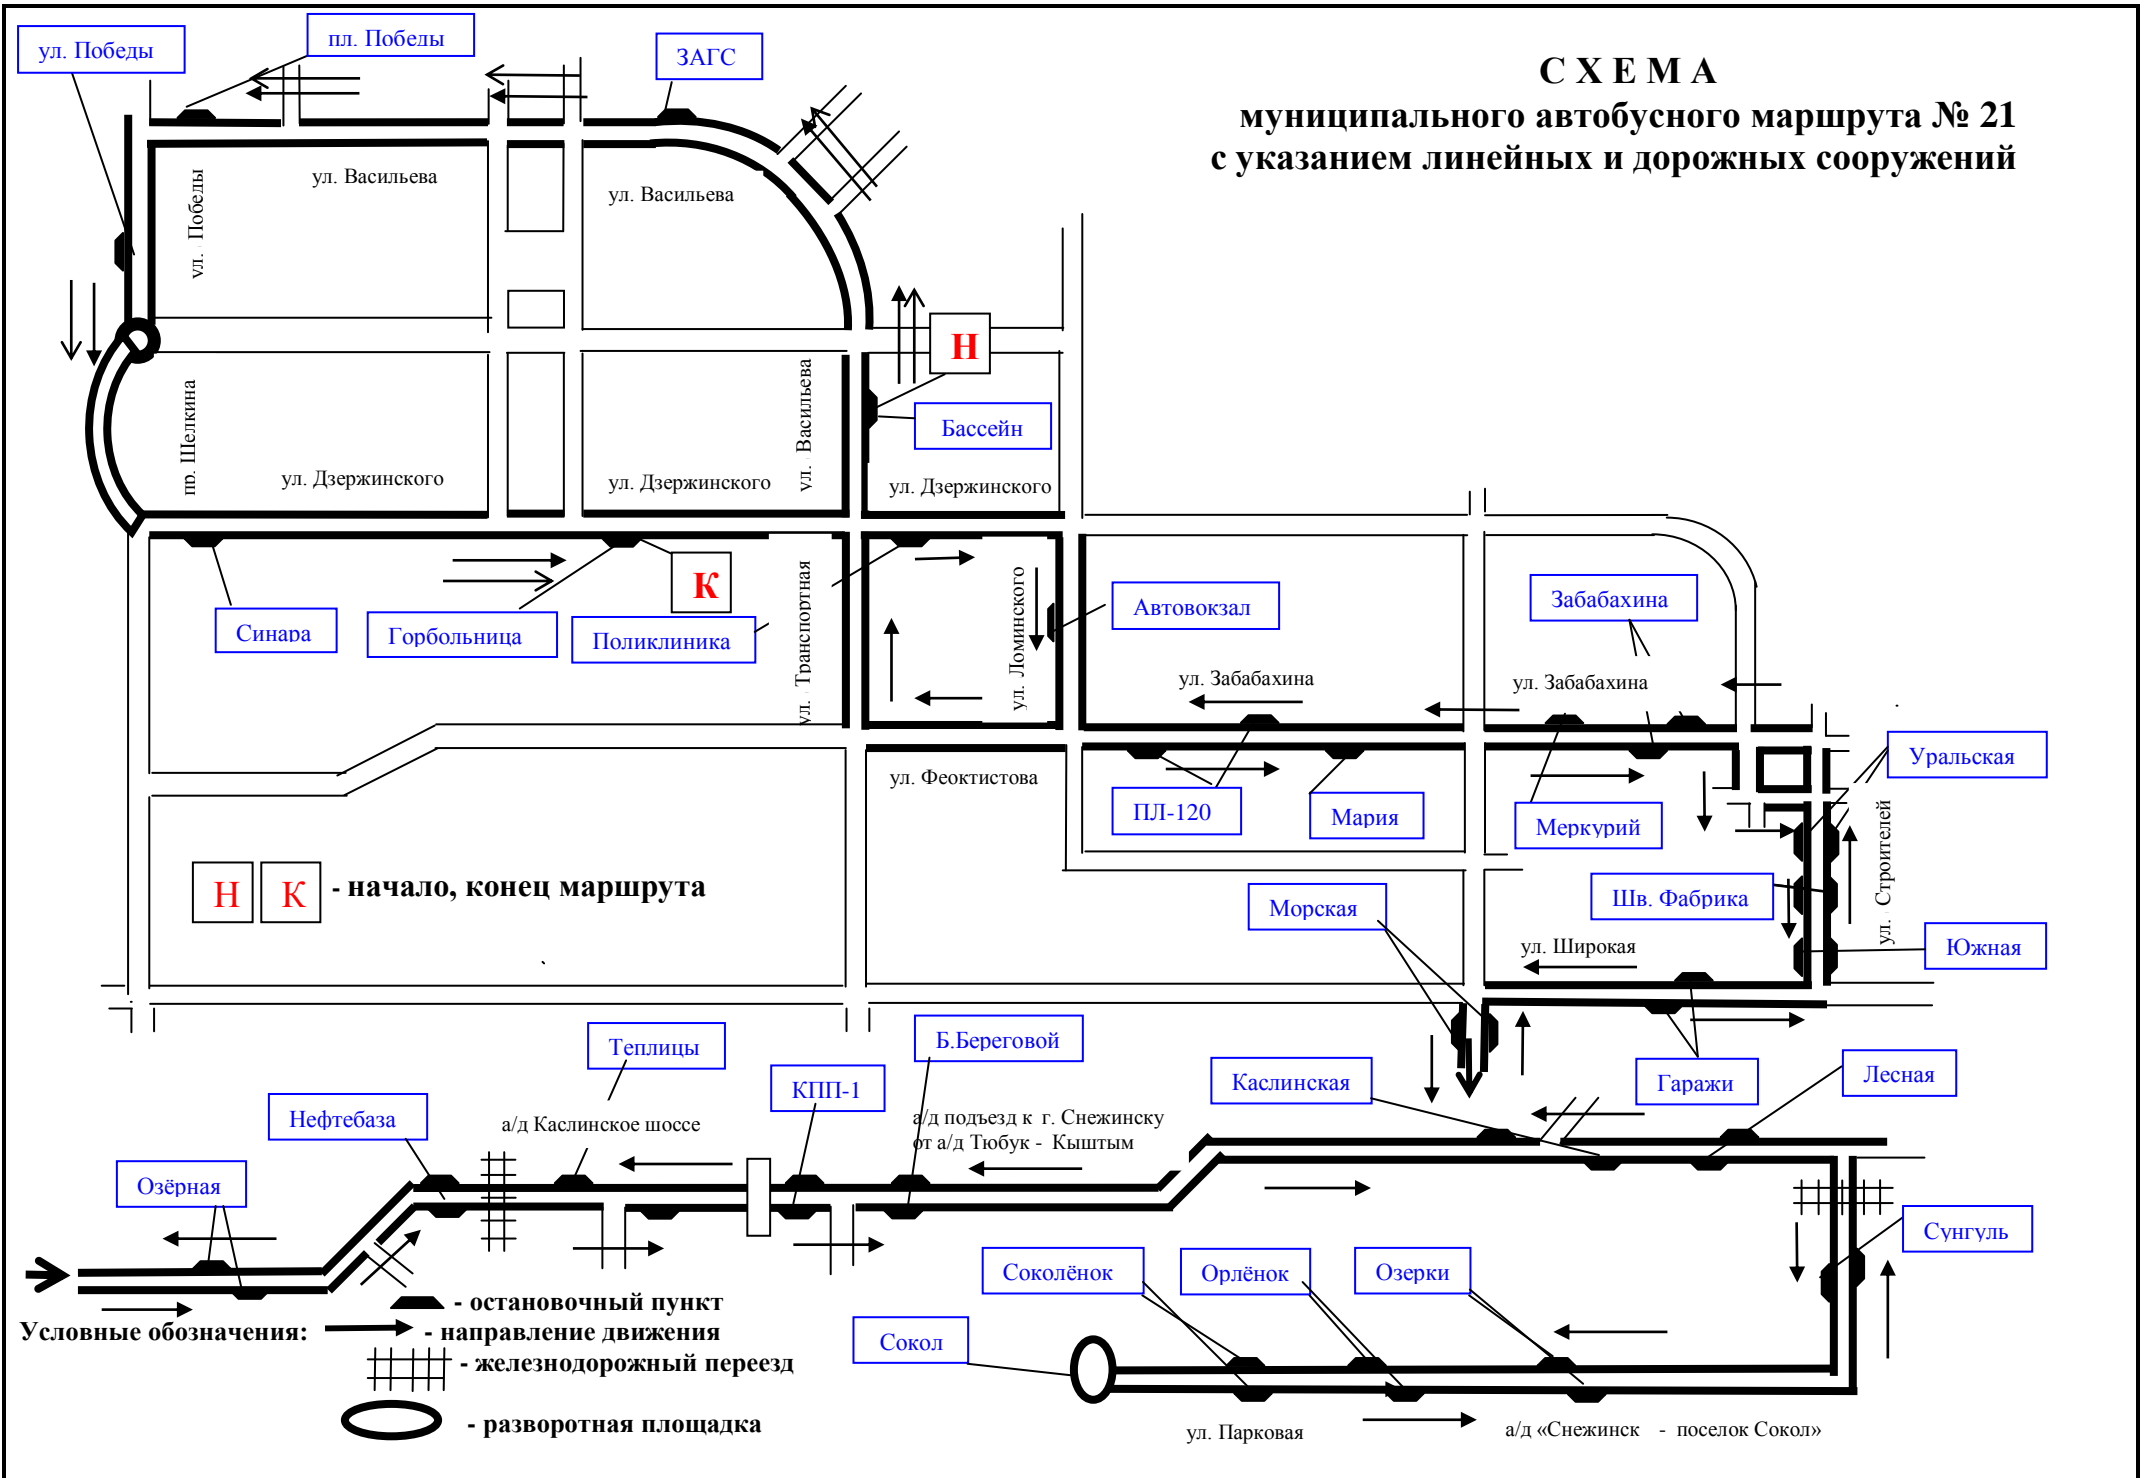 С Х Е М А
муниципального автобусного маршрута № 21
с указанием линейных и дорожных сооружений
ул. Победы
пл. Победы
ЗАГС
ул. Васильева
ул. Васильева
ул. Победы
Н
Бассейн
пр. Щелкина
ул. Васильева
ул. Дзержинского
ул. Дзержинского
ул. Дзержинского
К
Синара
Горбольница
Поликлиника
ул. Транспортная
ул. Ломинского
Автовокзал
Забабахина
ул. Забабахина
ул. Забабахина
ул. Феоктистова
ПЛ-120
Мария
Меркурий
Уральская
ул. Строителей
Н К - начало, конец маршрута
Морская
Шв. Фабрика
Южная
ул. Широкая
Теплицы
Б.Береговой
КПП-1
Каслинская
Гаражи
Лесная
Нефтебаза
а/д Каслинское шоссе
а/д подъезд к г. Снежинску
от а/д Тюбук - Кыштым
Озёрная
Сунгуль
Соколёнок
Орлёнок
Озерки
Сокол
ул. Парковая
а/д «Снежинск - поселок Сокол»
Условные обозначения:
- остановочный пункт
- направление движения
- железнодорожный переезд
- разворотная площадка